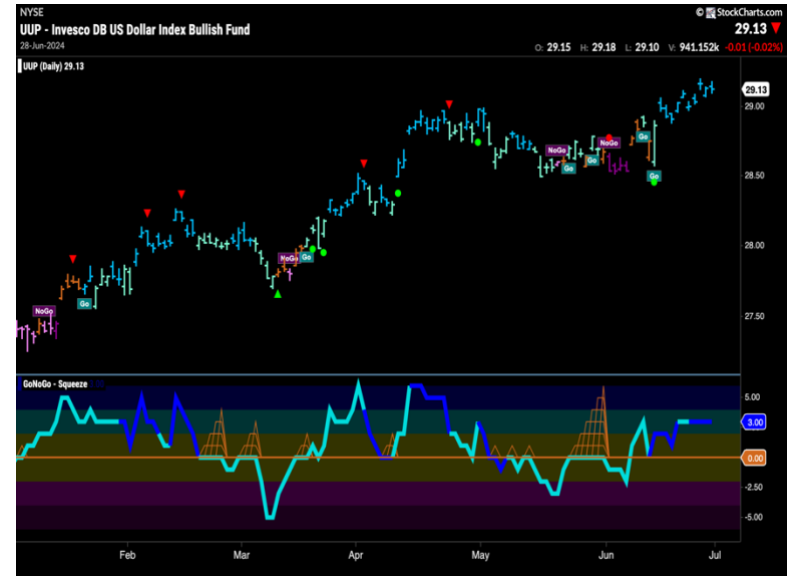 NYSE
© StockCharts.com
UUP - Invesco DB US Dollar Index Bullish Fund
29.13
28-Jun-2024
O: 29.15 H: 29.18 L: 29.10 V: 941.152k -0.01 (-0.02%)
UUP (Daily) 29.13
29.13
29.00
28.50
28.00
27.50
NoGo
Go
NoGo
Go
NoGo
Go
Go
NoGo
Go
Go
GoNoGo - Squeeze
5.00
3.00
0.00
-2.50
-5.00
Feb Mar Apr May Jun Jul